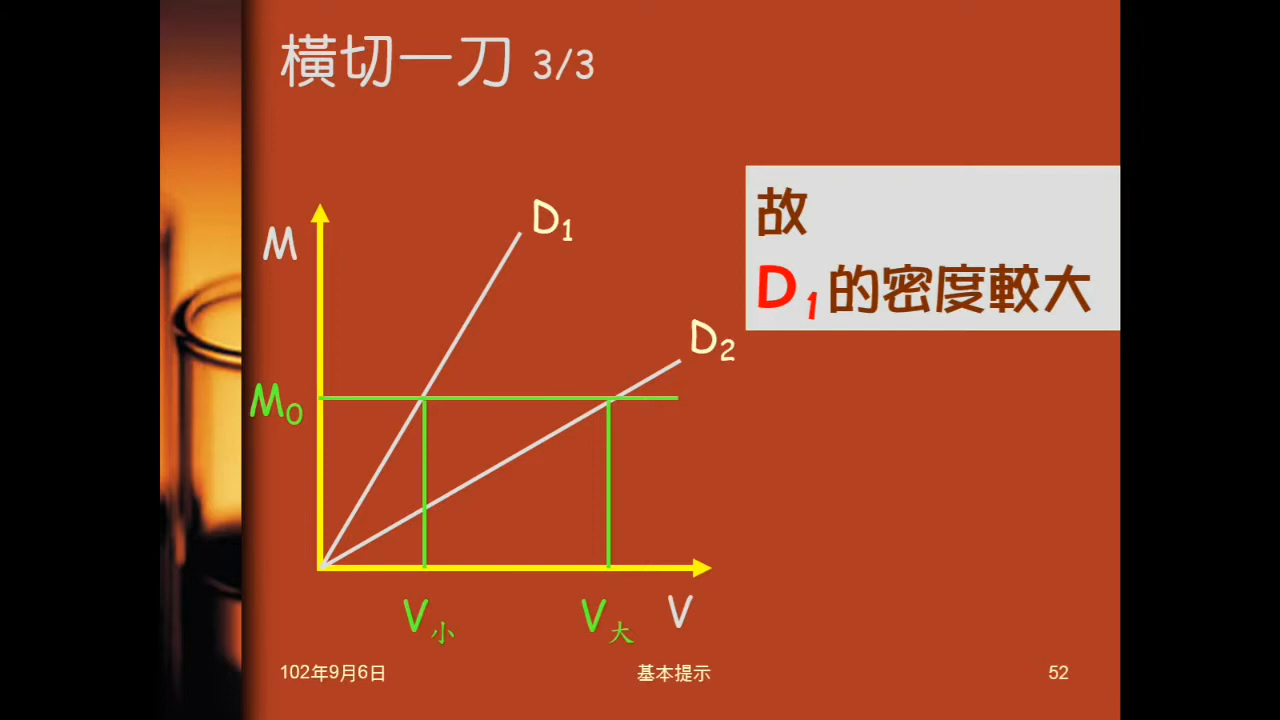 橫切一刀 3/3
故
D1的密度較大
M
D1
D2
M0
V小
V大
V
102年9月6日
基本提示
52